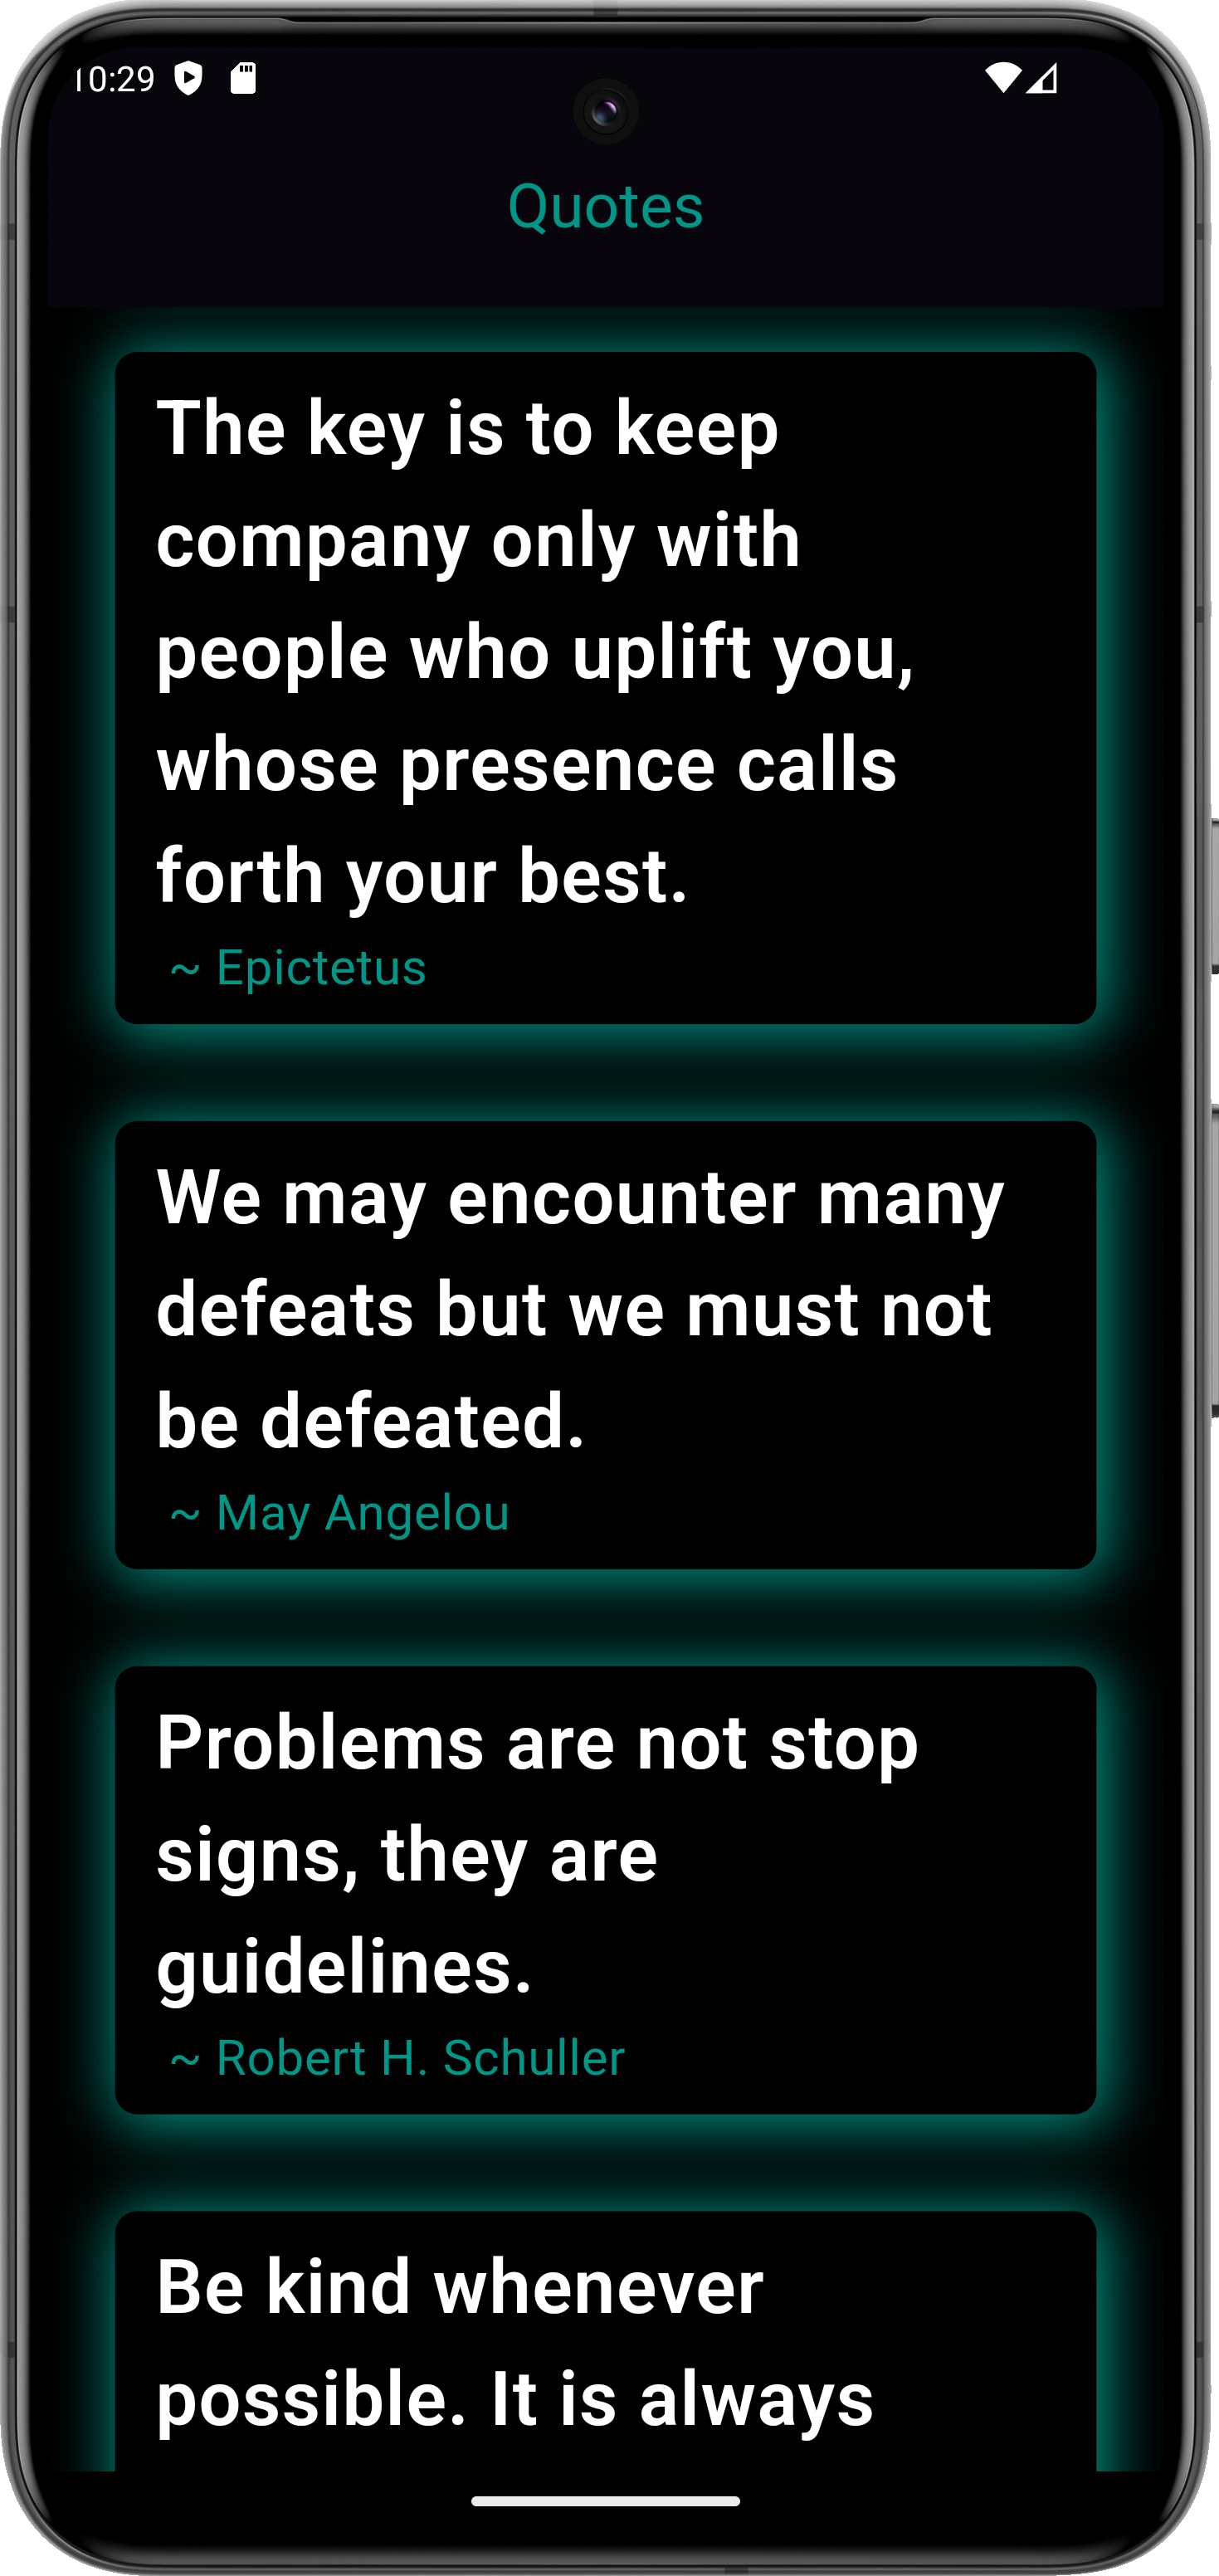 10:29
Quotes
The key is to keep
company only with
people who uplift you,
whose presence calls
forth your best.
~ Epictetus
We may encounter many
defeats but we must not
be defeated.
~ May Angelou
Problems are not stop
signs, they are
guidelines.
~ Robert H. Schuller
Be kind whenever
possible. It is always